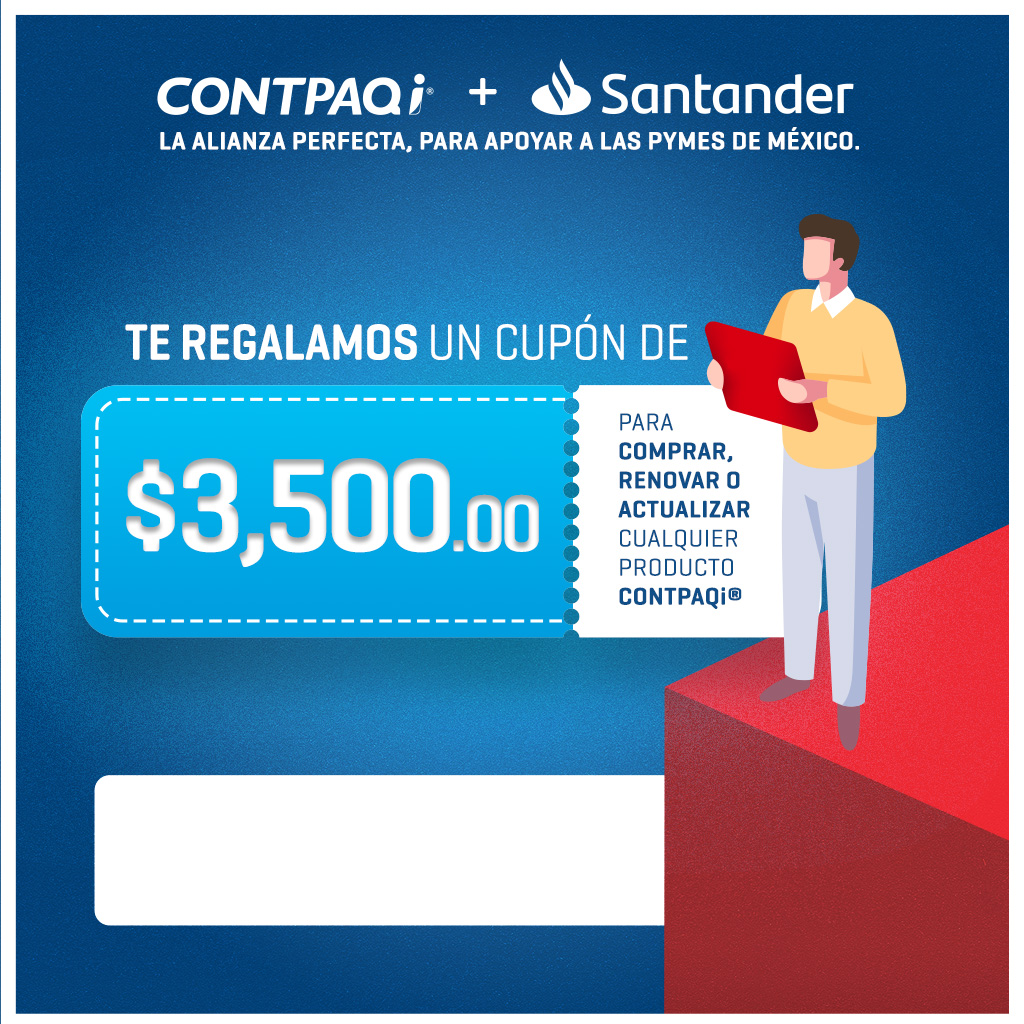 CONTPAQi® + Santander
LA ALIANZA PERFECTA, PARA APOYAR A LAS PYMES DE MÉXICO.
TE REGALAMOS UN CUPÓN DE
$3,500.00
PARA
COMPRAR,
RENOVAR O
ACTUALIZAR
CUALQUIER
PRODUCTO
CONTPAQi®